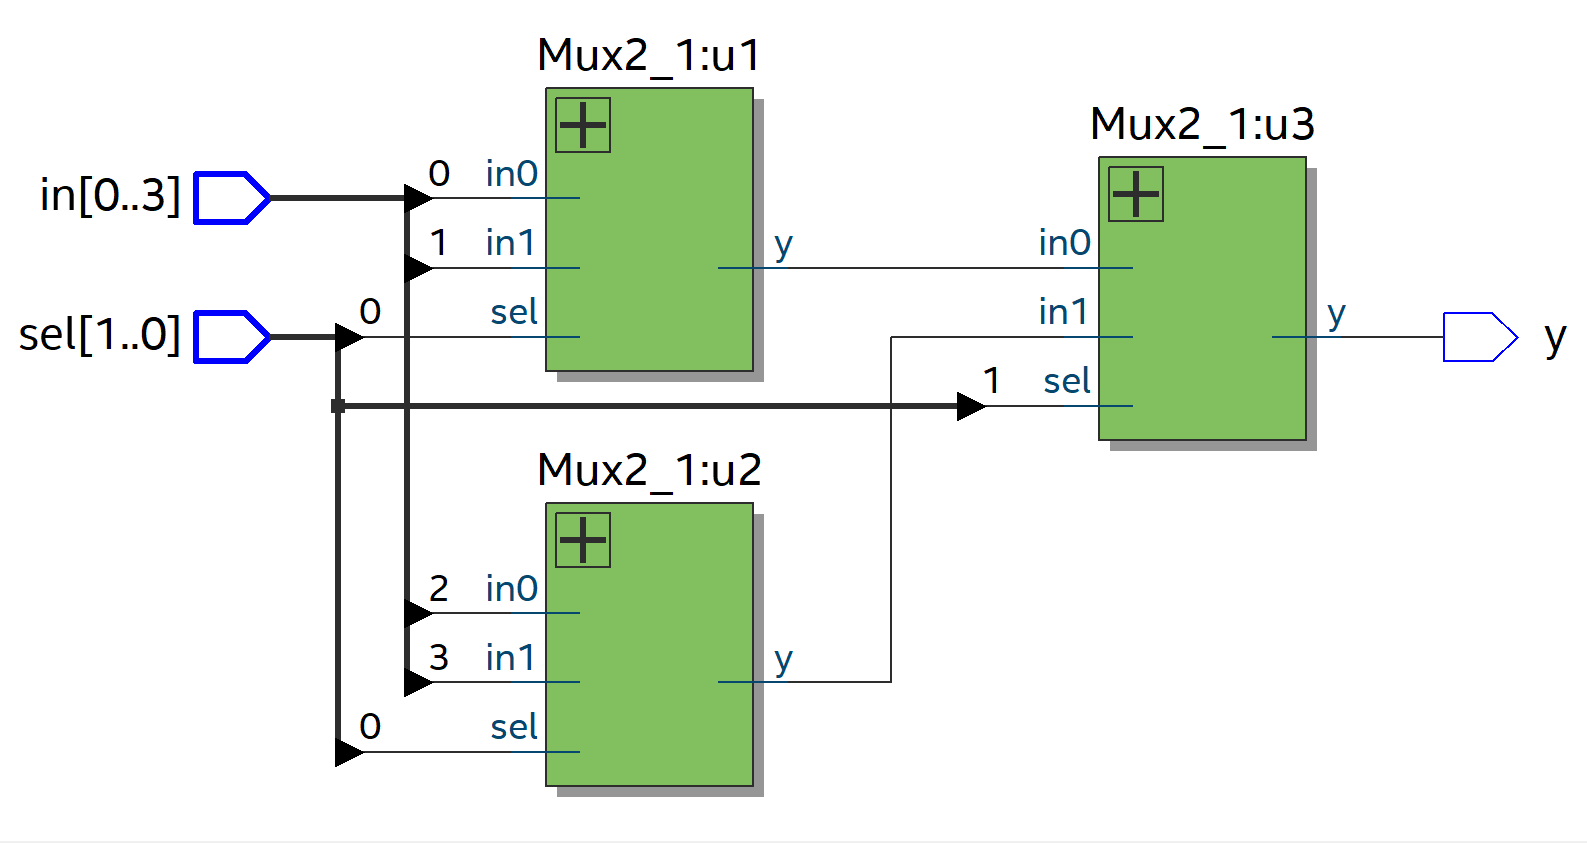 Mux2_1:u1
Mux2_1:u3
in[0..3]
0 in0
1 in1
y
in0
sel[1..0]
0 sel
in1
y
y
1 sel
Mux2_1:u2
2 in0
3 in1
y
0 sel